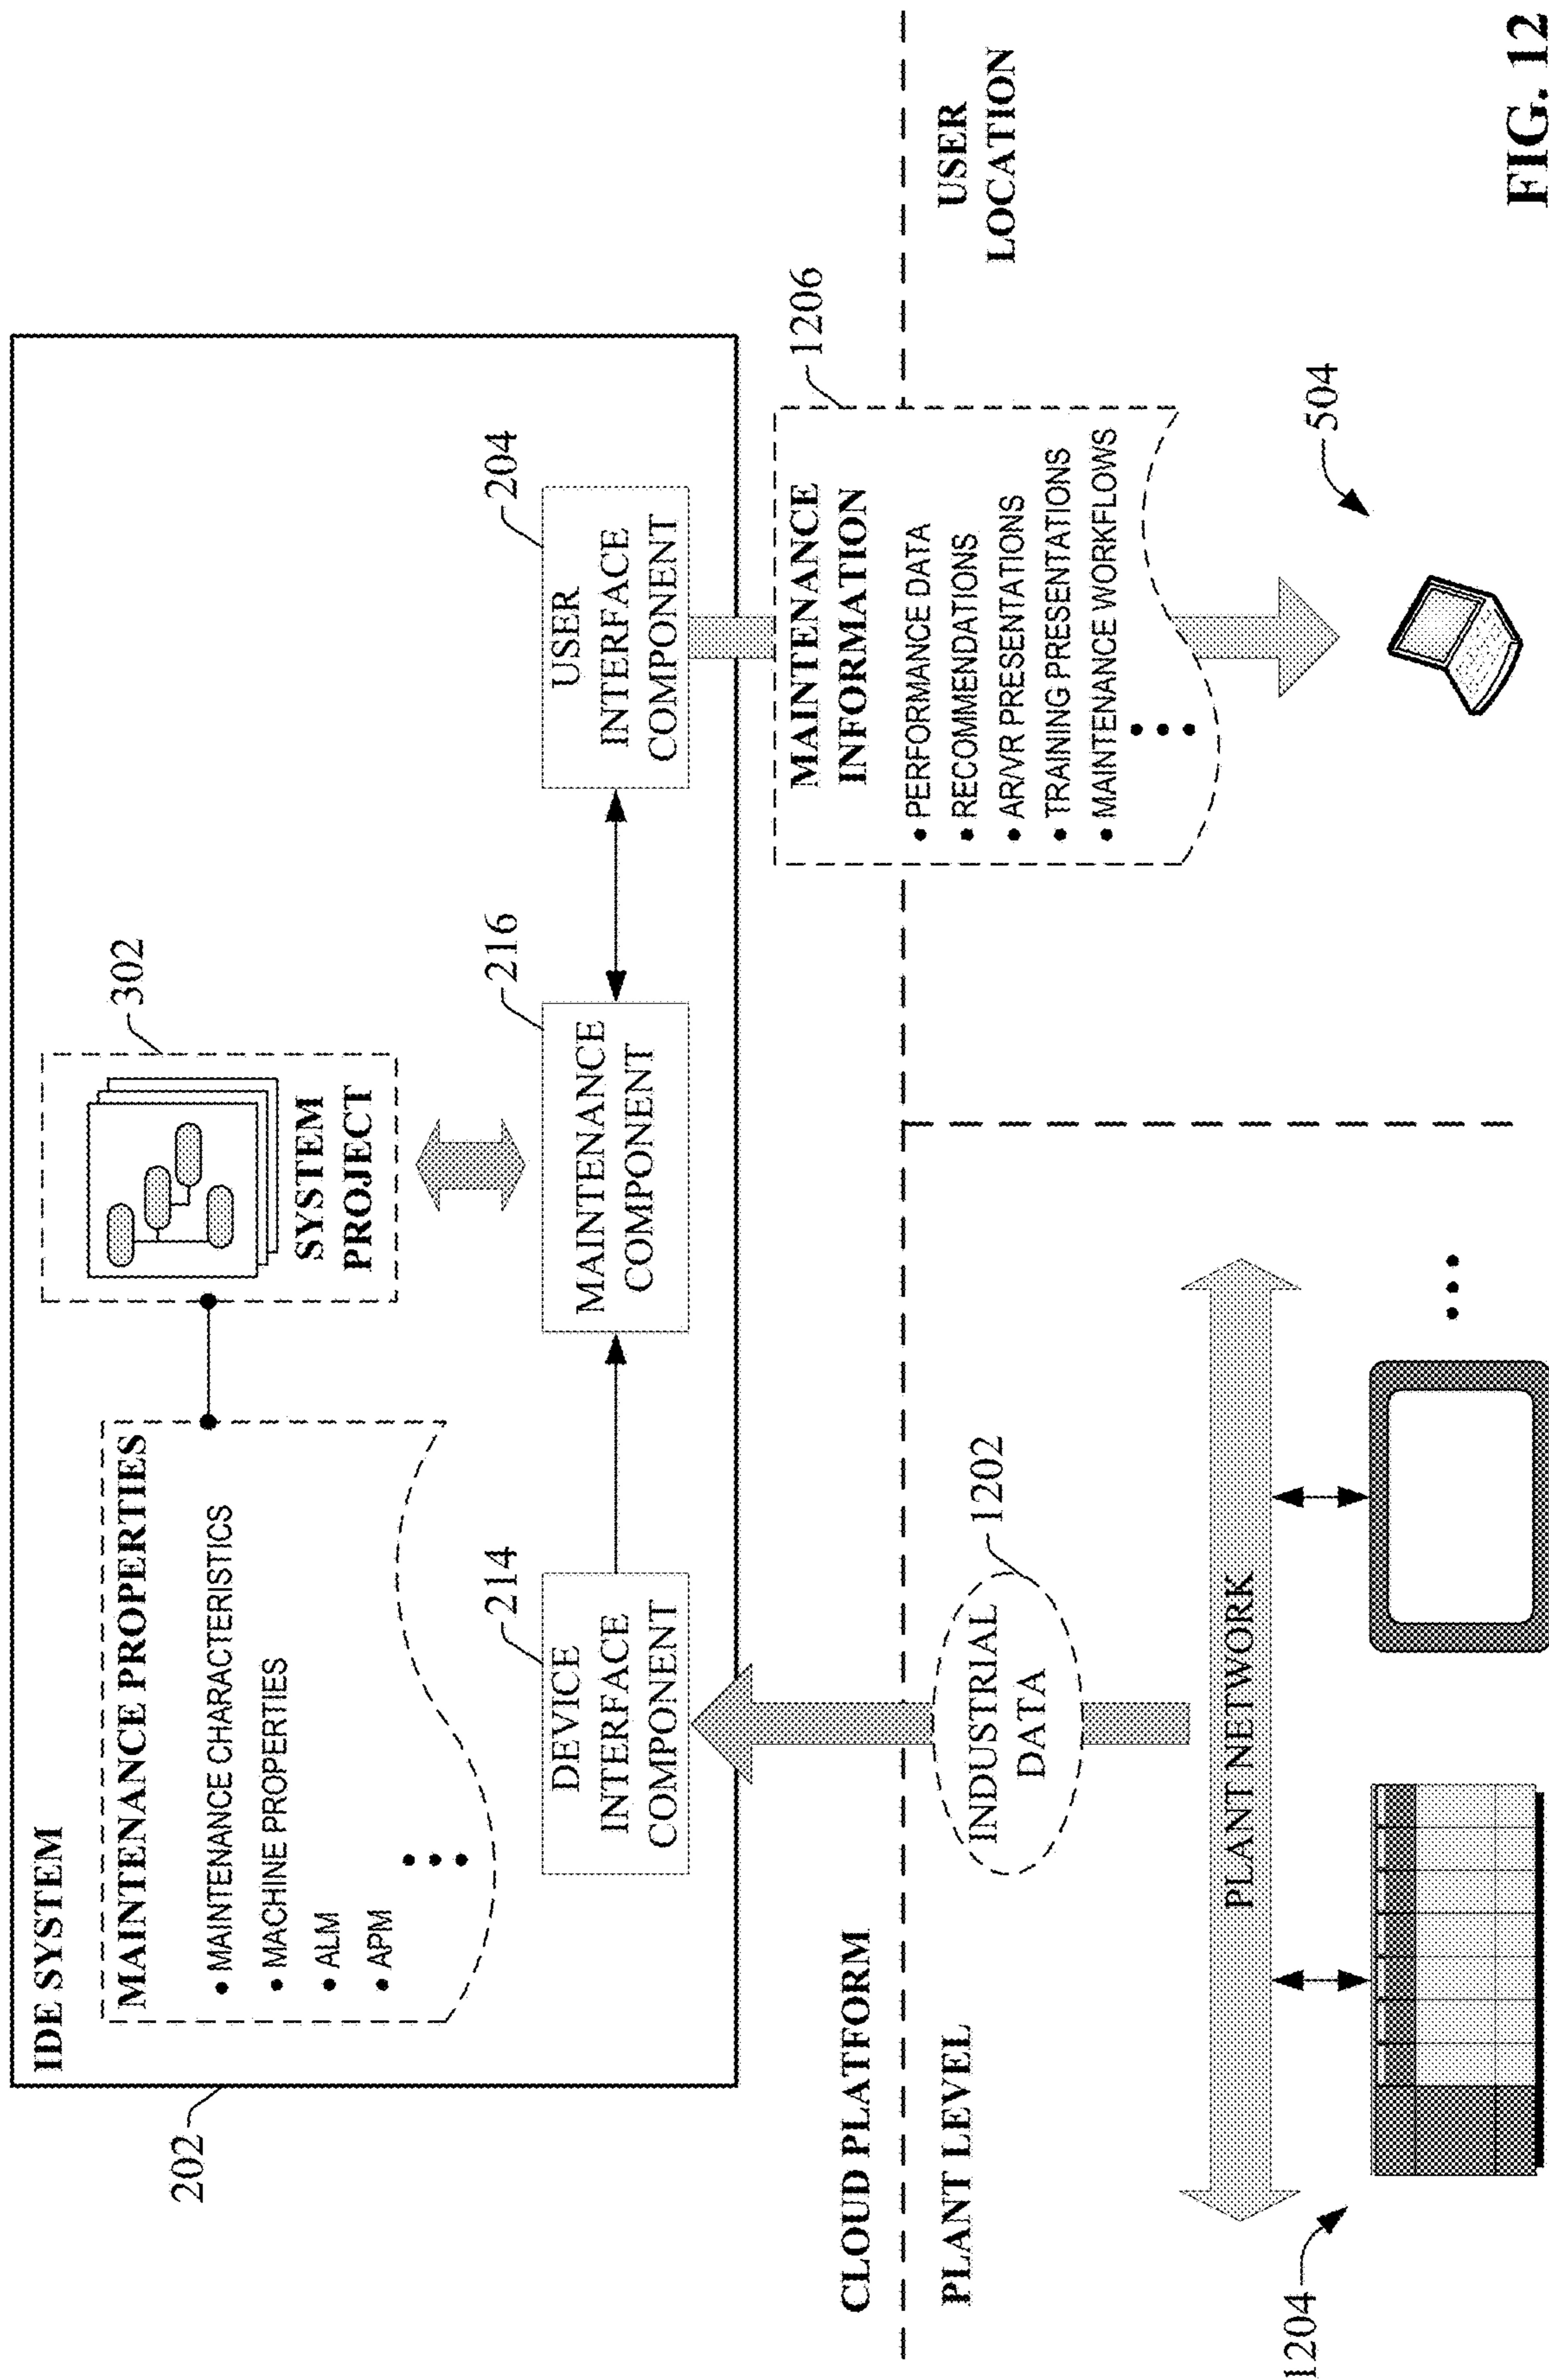 IDE SYSTEM
202
MAINTENANCE PROPERTIES
• MAINTENANCE CHARACTERISTICS
• MACHINE PROPERTIES
• ALM
• APM
302
SYSTEM
PROJECT
214
DEVICE
INTERFACE
COMPONENT
216
MAINTENANCE
COMPONENT
204
USER
INTERFACE
COMPONENT
1206
MAINTENANCE
INFORMATION
• PERFORMANCE DATA
• RECOMMENDATIONS
• AR/VR PRESENTATIONS
• TRAINING PRESENTATIONS
• MAINTENANCE WORKFLOWS
CLOUD PLATFORM
PLANT LEVEL
USER
LOCATION
INDUSTRIAL
DATA
1202
PLANT NETWORK
1204
504
FIG. 12